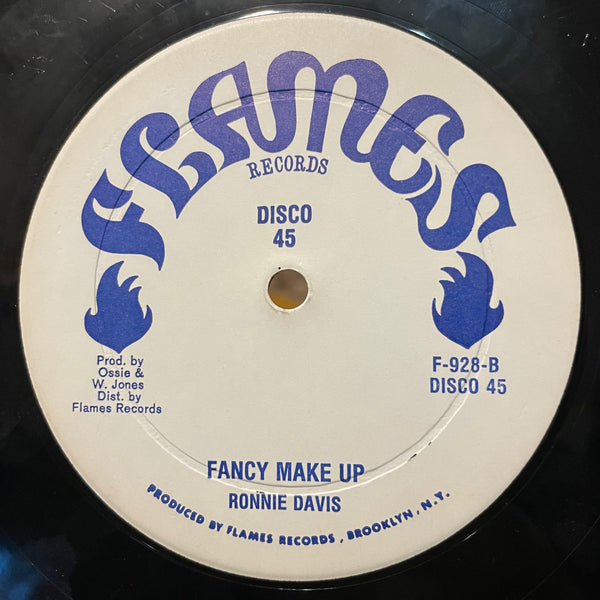 FLAMES
RECORDS
DISCO
45
Prod. by
Ossie &
W. Jones
Dist. by
Flames Records
F-928-B
DISCO 45
FANCY MAKE UP
RONNIE DAVIS
PRODUCED BY FLAMES RECORDS, BROOKLYN, N.Y.